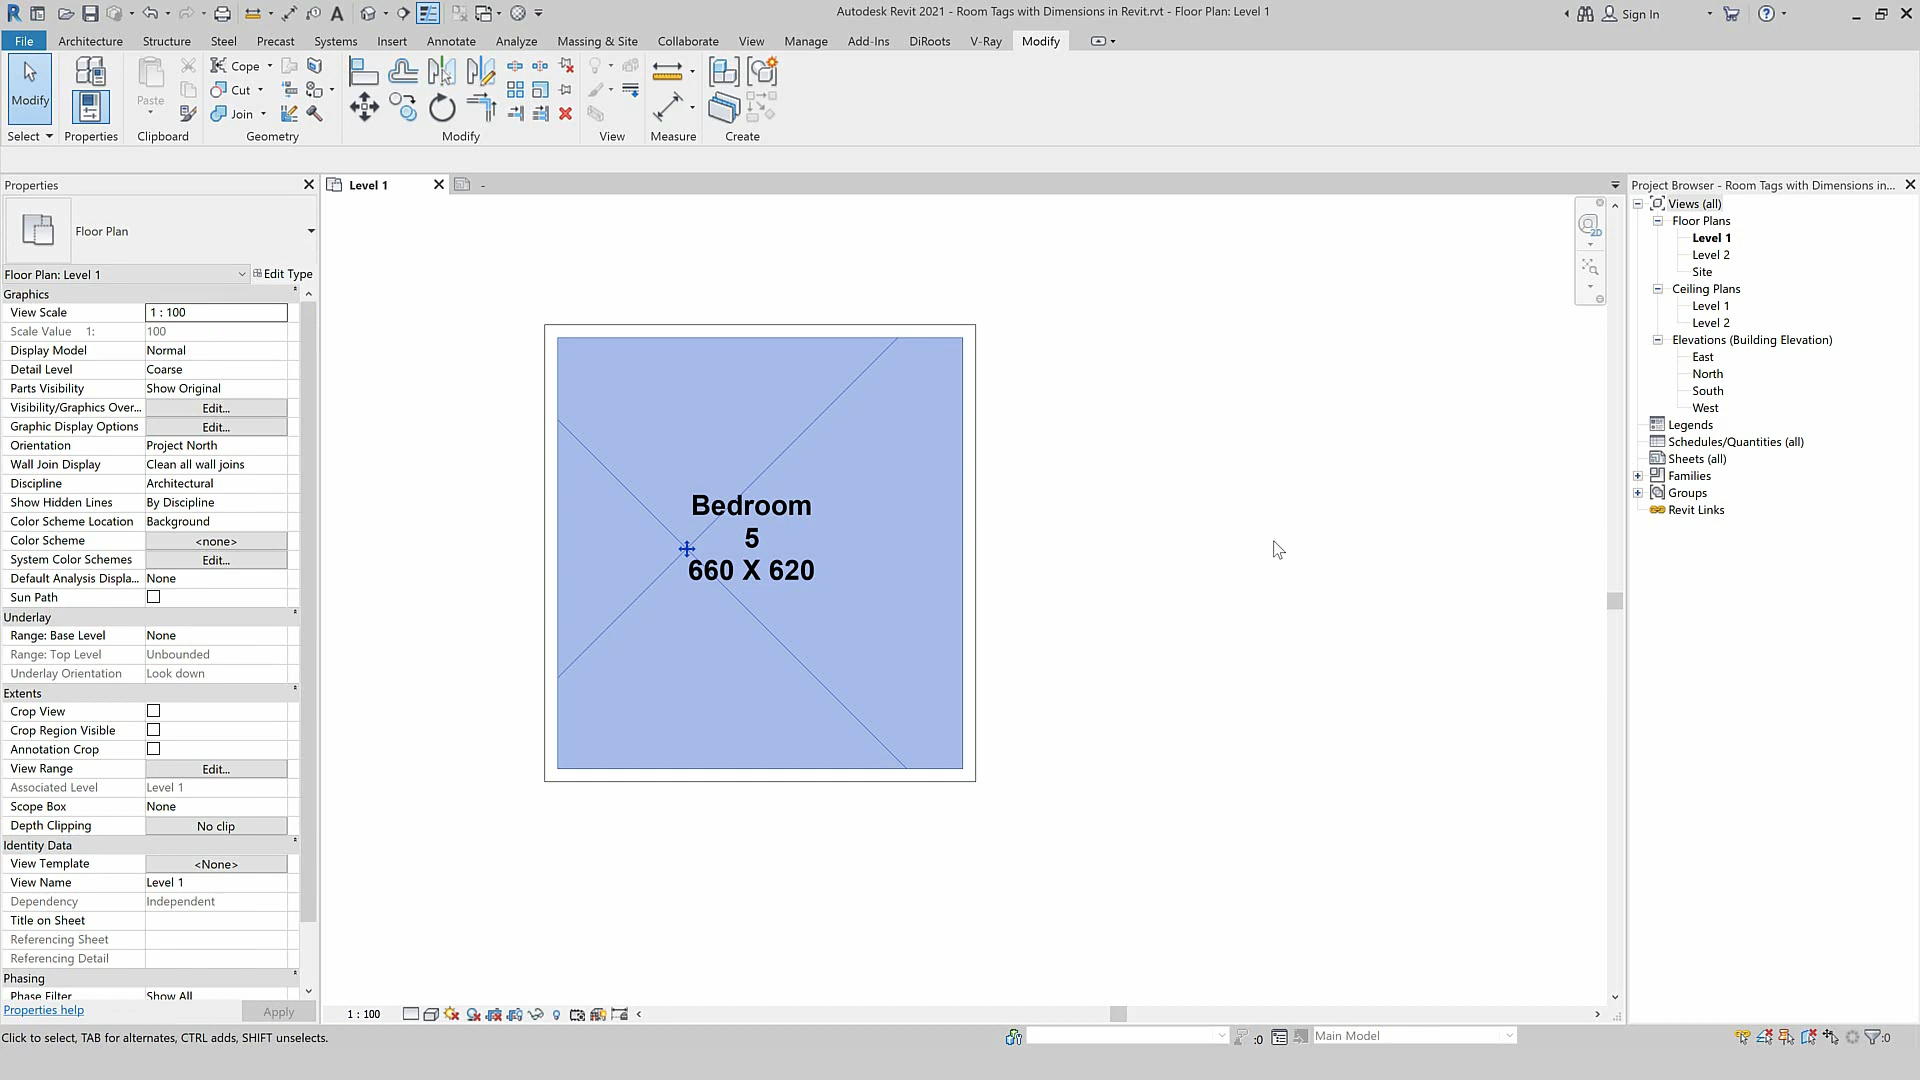 Autodesk Revit 2021 - Room Tags with Dimensions in Revit.rvt - Floor Plan: Level 1
Sign In
File Architecture Structure Steel Precast Systems Insert Annotate Analyze Massing & Site Collaborate View Manage Add-Ins DiRoots V-Ray Modify
Modify
Paste
Cope
Cut
Join
Select Properties Clipboard Geometry Modify View Measure Create
Properties
Floor Plan
Floor Plan: Level 1 Edit Type
Graphics
View Scale 1 : 100
Scale Value 1: 100
Display Model Normal
Detail Level Coarse
Parts Visibility Show Original
Visibility/Graphics Over... Edit...
Graphic Display Options Edit...
Orientation Project North
Wall Join Display Clean all wall joins
Discipline Architectural
Show Hidden Lines By Discipline
Color Scheme Location Background
Color Scheme <none>
System Color Schemes Edit...
Default Analysis Displa... None
Sun Path
Underlay
Range: Base Level None
Range: Top Level Unbounded
Underlay Orientation Look down
Extents
Crop View
Crop Region Visible
Annotation Crop
View Range Edit...
Associated Level Level 1
Scope Box None
Depth Clipping No clip
Identity Data
View Template <None>
View Name Level 1
Dependency Independent
Title on Sheet
Referencing Sheet
Referencing Detail
Phasing
Phase Filter Show All
Properties help Apply
Level 1 -
2D
Bedroom
5
660 X 620
1 : 100
Project Browser - Room Tags with Dimensions in...
Views (all)
Floor Plans
Level 1
Level 2
Site
Ceiling Plans
Level 1
Level 2
Elevations (Building Elevation)
East
North
South
West
Legends
Schedules/Quantities (all)
Sheets (all)
Families
Groups
Revit Links
Click to select, TAB for alternates, CTRL adds, SHIFT unselects.
:0
Main Model
:0